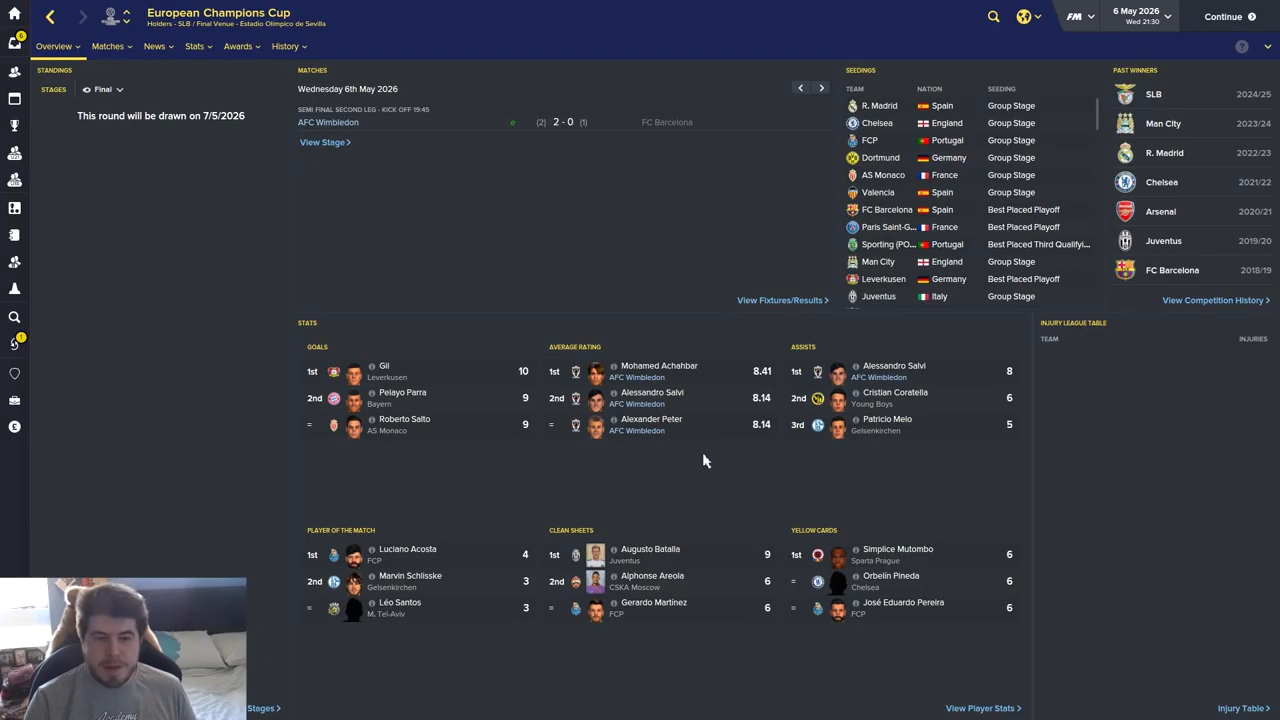 European Champions Cup
Holders - SLB / Final Venue - Estadio Olímpico de Sevilla
FM
6 May 2026
Wed 21:30
Continue
6
1
Overview
Matches
News
Stats
Awards
History
STANDINGS
STAGES
Final
This round will be drawn on 7/5/2026
Stages >
MATCHES
Wednesday 6th May 2026
SEMI FINAL SECOND LEG - KICK OFF 19:45
AFC Wimbledon e (2) 2 - 0 (1) FC Barcelona
View Stage >
View Fixtures/Results >
SEEDINGS
TEAM NATION SEEDING
R. Madrid Spain Group Stage
Chelsea England Group Stage
FCP Portugal Group Stage
Dortmund Germany Group Stage
AS Monaco France Group Stage
Valencia Spain Group Stage
FC Barcelona Spain Best Placed Playoff
Paris Saint-G... France Best Placed Playoff
Sporting (PO... Portugal Best Placed Third Qualifyi...
Man City England Group Stage
Leverkusen Germany Best Placed Playoff
Juventus Italy Group Stage
PAST WINNERS
SLB 2024/25
Man City 2023/24
R. Madrid 2022/23
Chelsea 2021/22
Arsenal 2020/21
Juventus 2019/20
FC Barcelona 2018/19
View Competition History >
STATS
GOALS
1st Gil 10
Leverkusen
2nd Pelayo Parra 9
Bayern
= Roberto Salto 9
AS Monaco
AVERAGE RATING
1st Mohamed Achahbar 8.41
AFC Wimbledon
2nd Alessandro Salvi 8.14
AFC Wimbledon
= Alexander Peter 8.14
AFC Wimbledon
ASSISTS
1st Alessandro Salvi 8
AFC Wimbledon
2nd Cristian Coratella 6
Young Boys
3rd Patricio Melo 5
Gelsenkirchen
PLAYER OF THE MATCH
1st Luciano Acosta 4
FCP
2nd Marvin Schlisske 3
Gelsenkirchen
= Léo Santos 3
M. Tel-Aviv
CLEAN SHEETS
1st Augusto Batalla 9
Juventus
2nd Alphonse Areola 6
CSKA Moscow
= Gerardo Martínez 6
FCP
YELLOW CARDS
1st Simplice Mutombo 6
Sparta Prague
= Orbelín Pineda 6
Chelsea
= José Eduardo Pereira 6
FCP
View Player Stats >
INJURY LEAGUE TABLE
TEAM INJURIES
Injury Table >